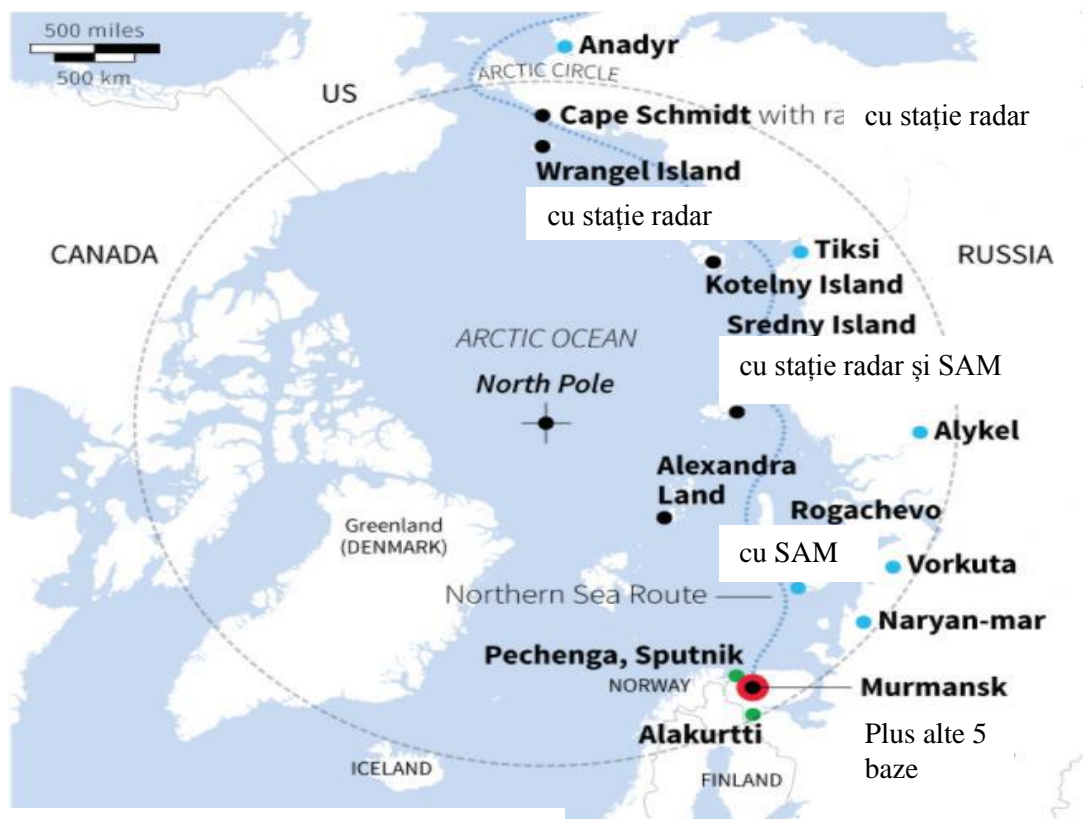 500 miles
500 km
Anadyr
ARCTIC CIRCLE
US
Cape Schmidt with ra
cu stație radar
Wrangel Island
cu stație radar
CANADA
Tiksi
RUSSIA
Kotelny Island
Sredny Island
ARCTIC OCEAN
cu stație radar și SAM
North Pole
Alykel
Alexandra
Land
Rogachevo
Greenland
(DENMARK)
cu SAM
Vorkuta
Northern Sea Route
Naryan-mar
Pechenga, Sputnik
NORWAY
Murmansk
Alakurtti
Plus alte 5
baze
ICELAND
FINLAND